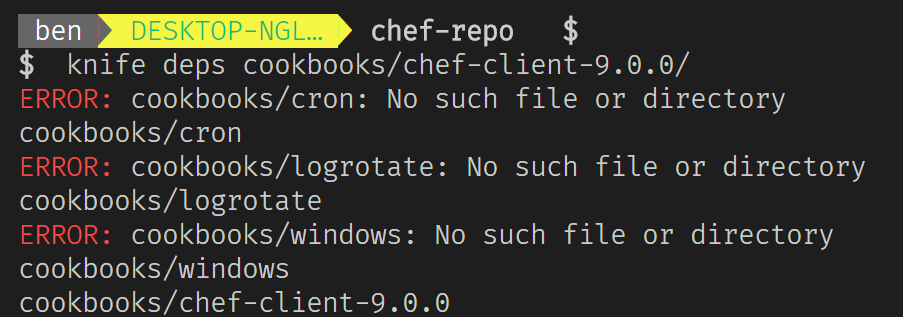 ben DESKTOP-NGL… chef-repo $
$ knife deps cookbooks/chef-client-9.0.0/
ERROR: cookbooks/cron: No such file or directory
cookbooks/cron
ERROR: cookbooks/logrotate: No such file or directory
cookbooks/logrotate
ERROR: cookbooks/windows: No such file or directory
cookbooks/windows
cookbooks/chef-client-9.0.0